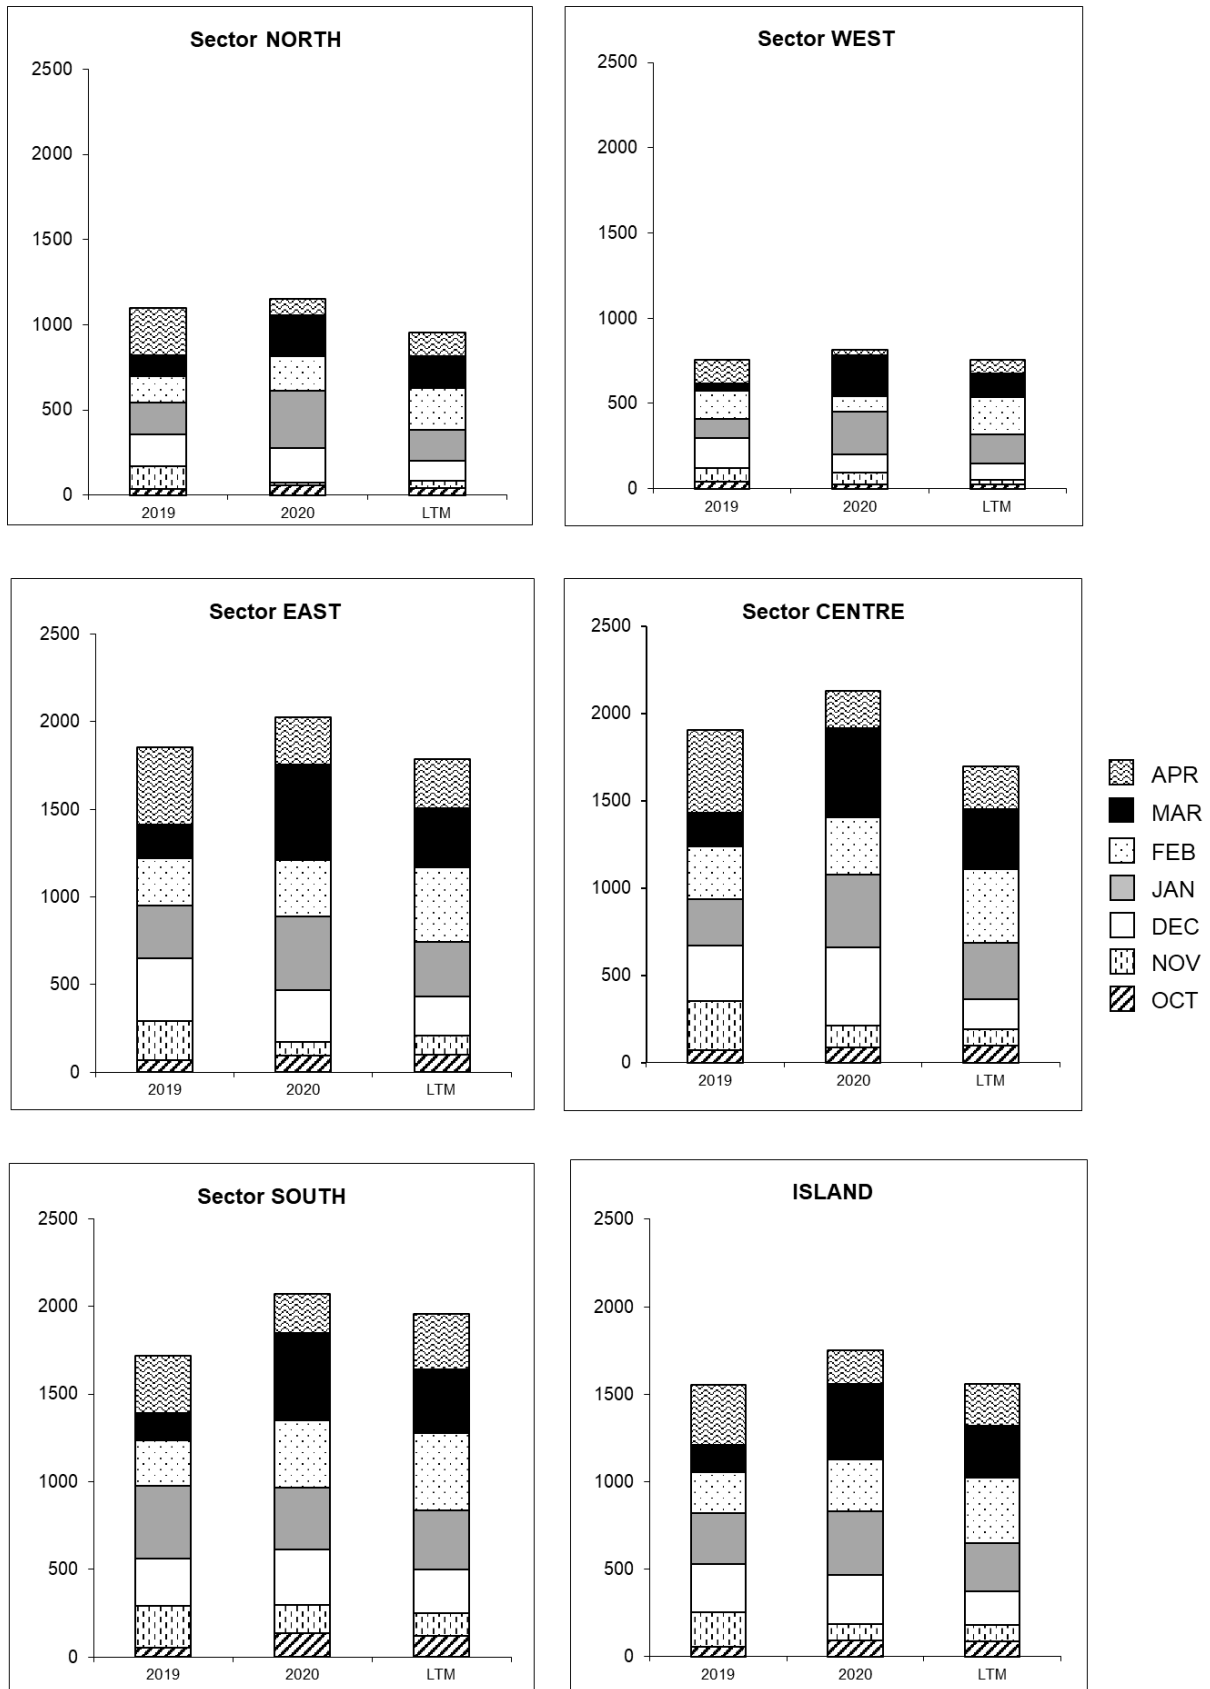 Sector NORTH
2500
2000
1500
1000
500
0
2019 2020 LTM
Sector WEST
2500
2000
1500
1000
500
0
2019 2020 LTM
Sector EAST
2500
2000
1500
1000
500
0
2019 2020 LTM
Sector CENTRE
2500
2000
1500
1000
500
0
2019 2020 LTM
APR
MAR
FEB
JAN
DEC
NOV
OCT
Sector SOUTH
2500
2000
1500
1000
500
0
2019 2020 LTM
ISLAND
2500
2000
1500
1000
500
0
2019 2020 LTM